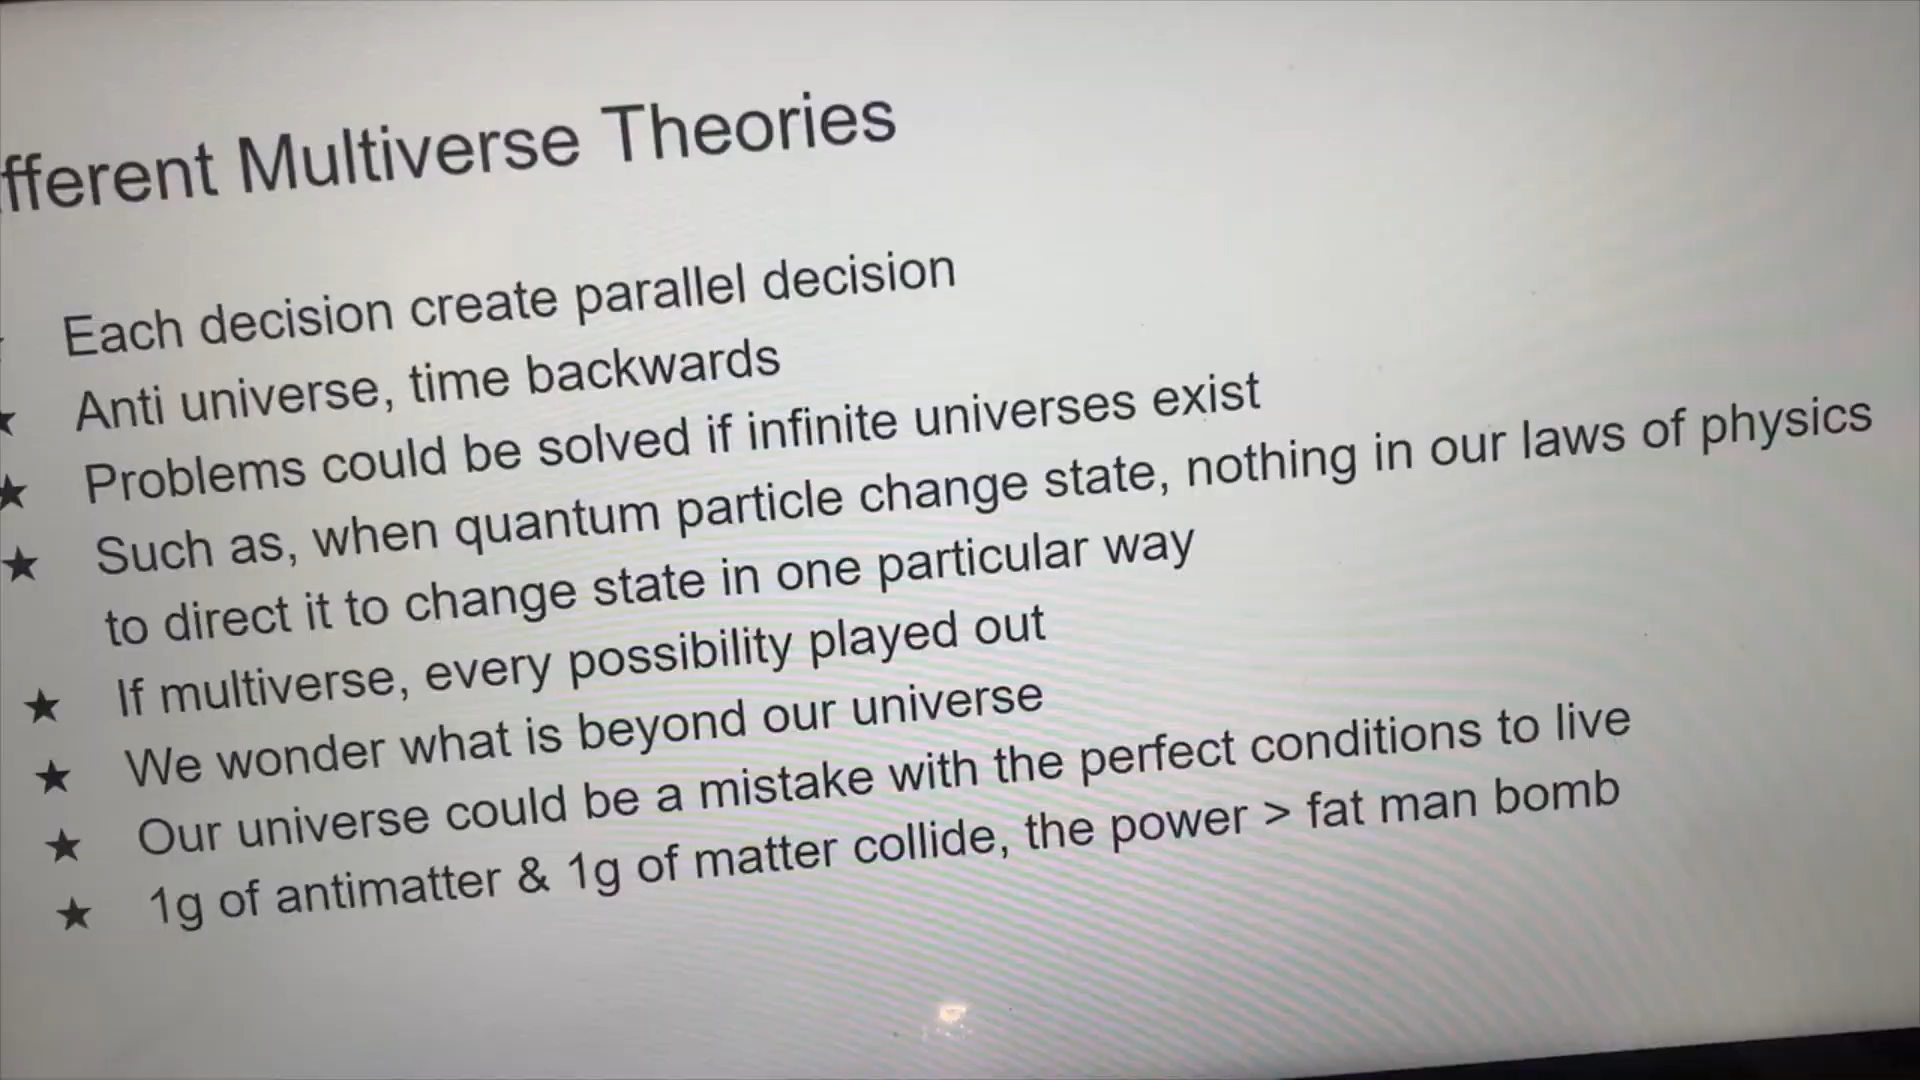 fferent Multiverse Theories
Each decision create parallel decision
★ Anti universe, time backwards
★ Problems could be solved if infinite universes exist
★ Such as, when quantum particle change state, nothing in our laws of physics
to direct it to change state in one particular way
★ If multiverse, every possibility played out
★ We wonder what is beyond our universe
★ Our universe could be a mistake with the perfect conditions to live
★ 1g of antimatter & 1g of matter collide, the power > fat man bomb